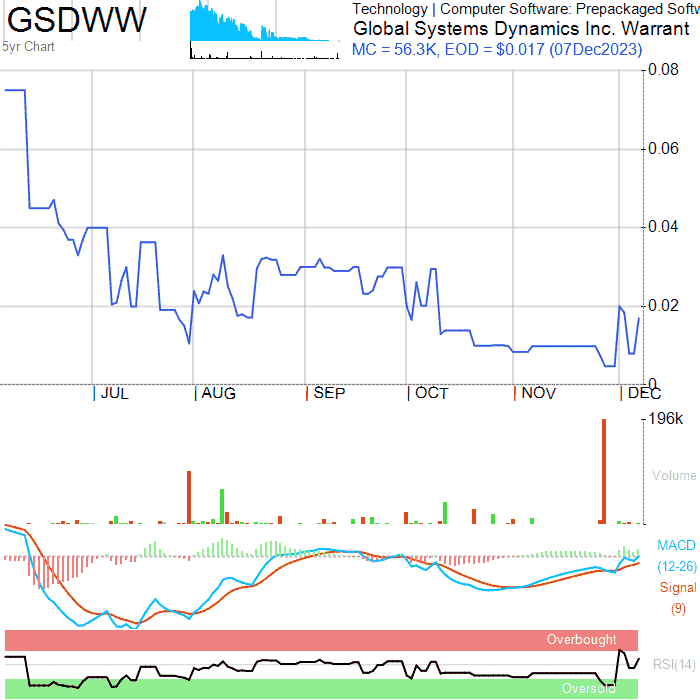 GSDWW
5yr Chart
Technology | Computer Software: Prepackaged Softw
Global Systems Dynamics Inc. Warrant
MC = 56.3K, EOD = $0.017 (07Dec2023)
0.08
0.06
0.04
0.02
0
JUL AUG SEP OCT NOV DEC
196k
Volume
MACD
(12-26)
Signal
(9)
Overbought
RSI(14)
Oversold